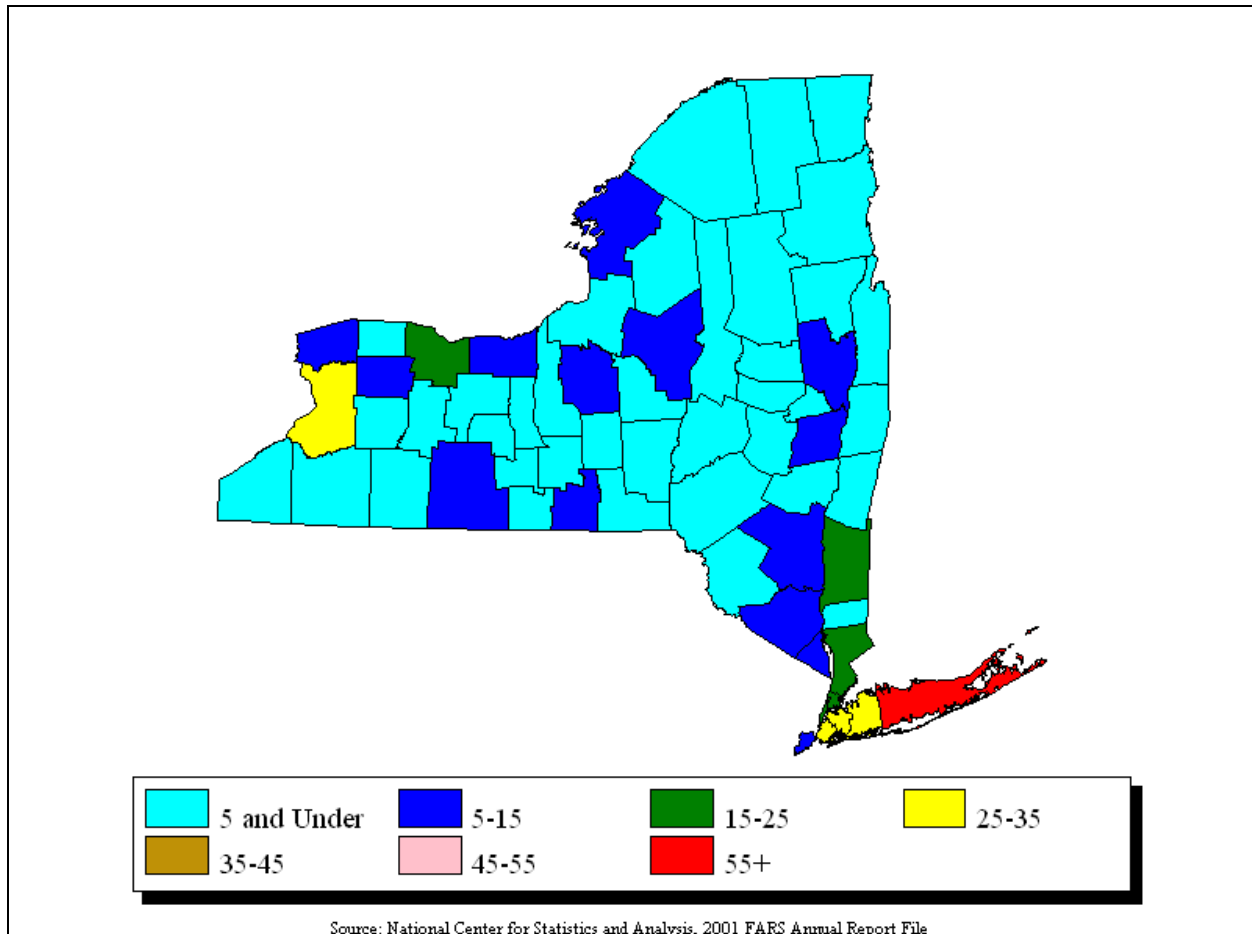 5 and Under 5-15 15-25 25-35
35-45 45-55 55+
Source: National Center for Statistics and Analysis, 2001 FARS Annual Report File